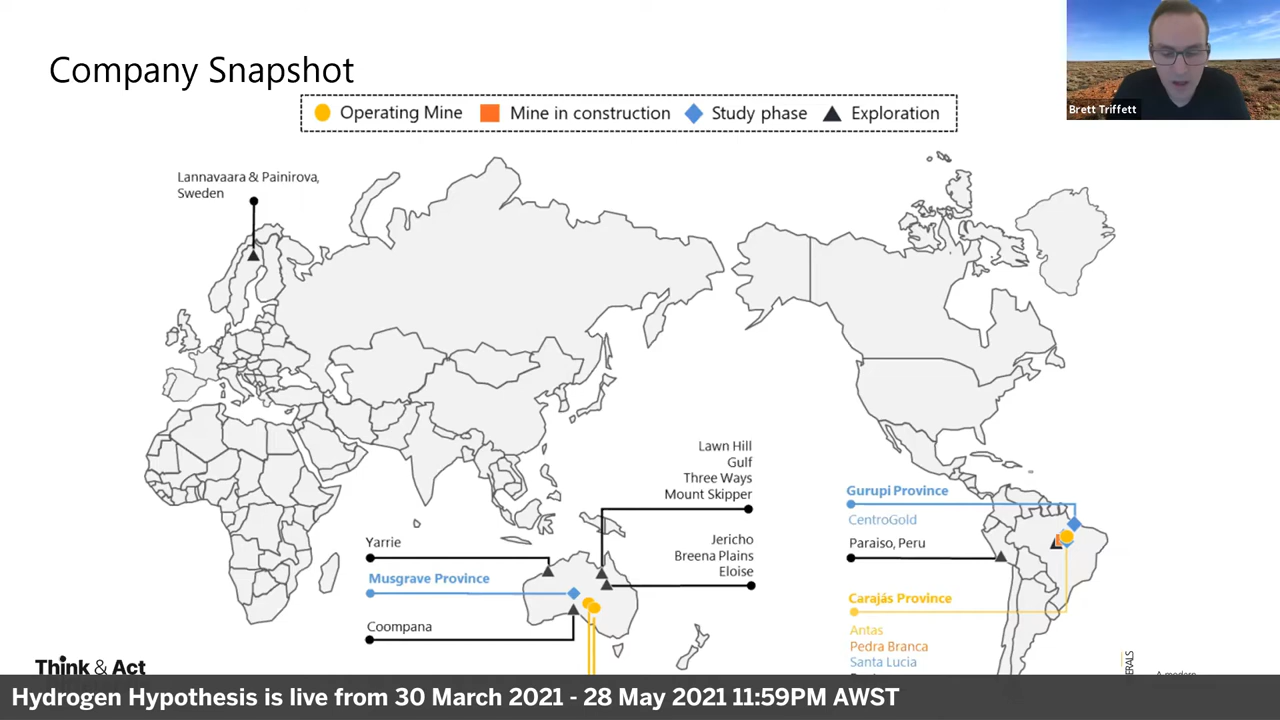 Company Snapshot
Brett Triffett
Operating Mine
Mine in construction
Study phase
Exploration
Lannavaara & Painirova,
Sweden
Lawn Hill
Gulf
Three Ways
Mount Skipper
Jericho
Breena Plains
Eloise
Yarrie
Musgrave Province
Coompana
Gurupi Province
CentroGold
Paraiso, Peru
Carajás Province
Antas
Pedra Branca
Santa Lucia
Think & Act
Hydrogen Hypothesis is live from 30 March 2021 - 28 May 2021 11:59PM AWST